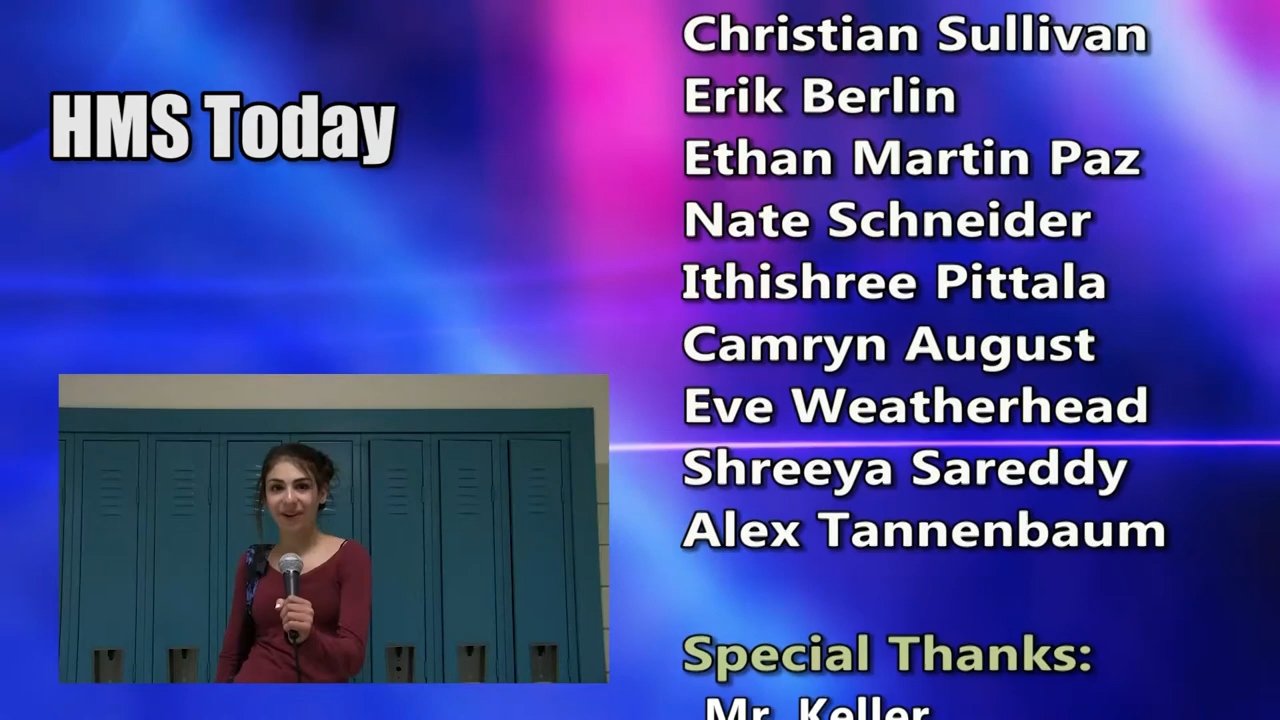 HMS Today
Christian Sullivan
Erik Berlin
Ethan Martin Paz
Nate Schneider
Ithishree Pittala
Camryn August
Eve Weatherhead
Shreeya Sareddy
Alex Tannenbaum
Special Thanks:
Mr. Keller